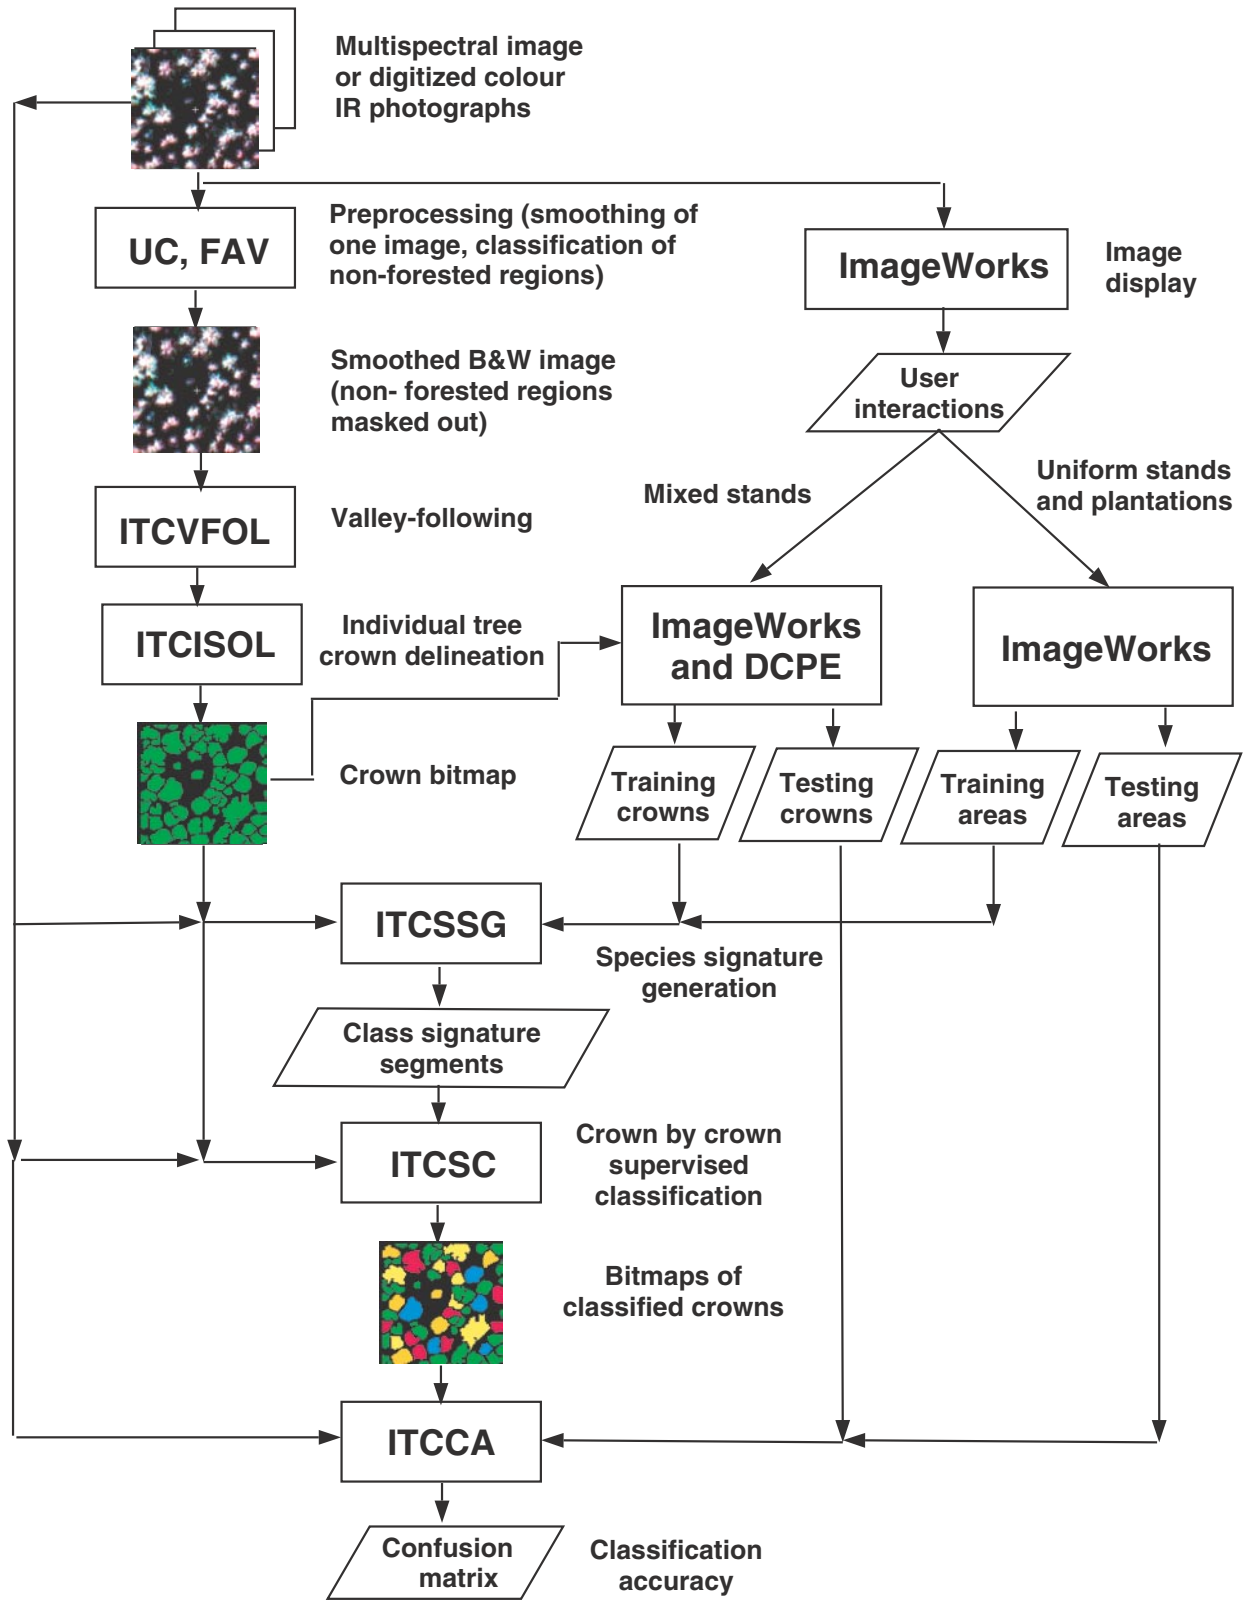 Multispectral image
or digitized colour
IR photographs
UC, FAV
Preprocessing (smoothing of
one image, classification of
non-forested regions)
ImageWorks
Image
display
Smoothed B&W image
(non- forested regions
masked out)
User
interactions
Mixed stands
Uniform stands
and plantations
ITCVFOL
Valley-following
ITCISOL
Individual tree
crown delineation
ImageWorks
and DCPE
ImageWorks
Crown bitmap
Training
crowns
Testing
crowns
Training
areas
Testing
areas
ITCSSG
Species signature
generation
Class signature
segments
ITCSC
Crown by crown
supervised
classification
Bitmaps of
classified crowns
ITCCA
Confusion
matrix
Classification
accuracy